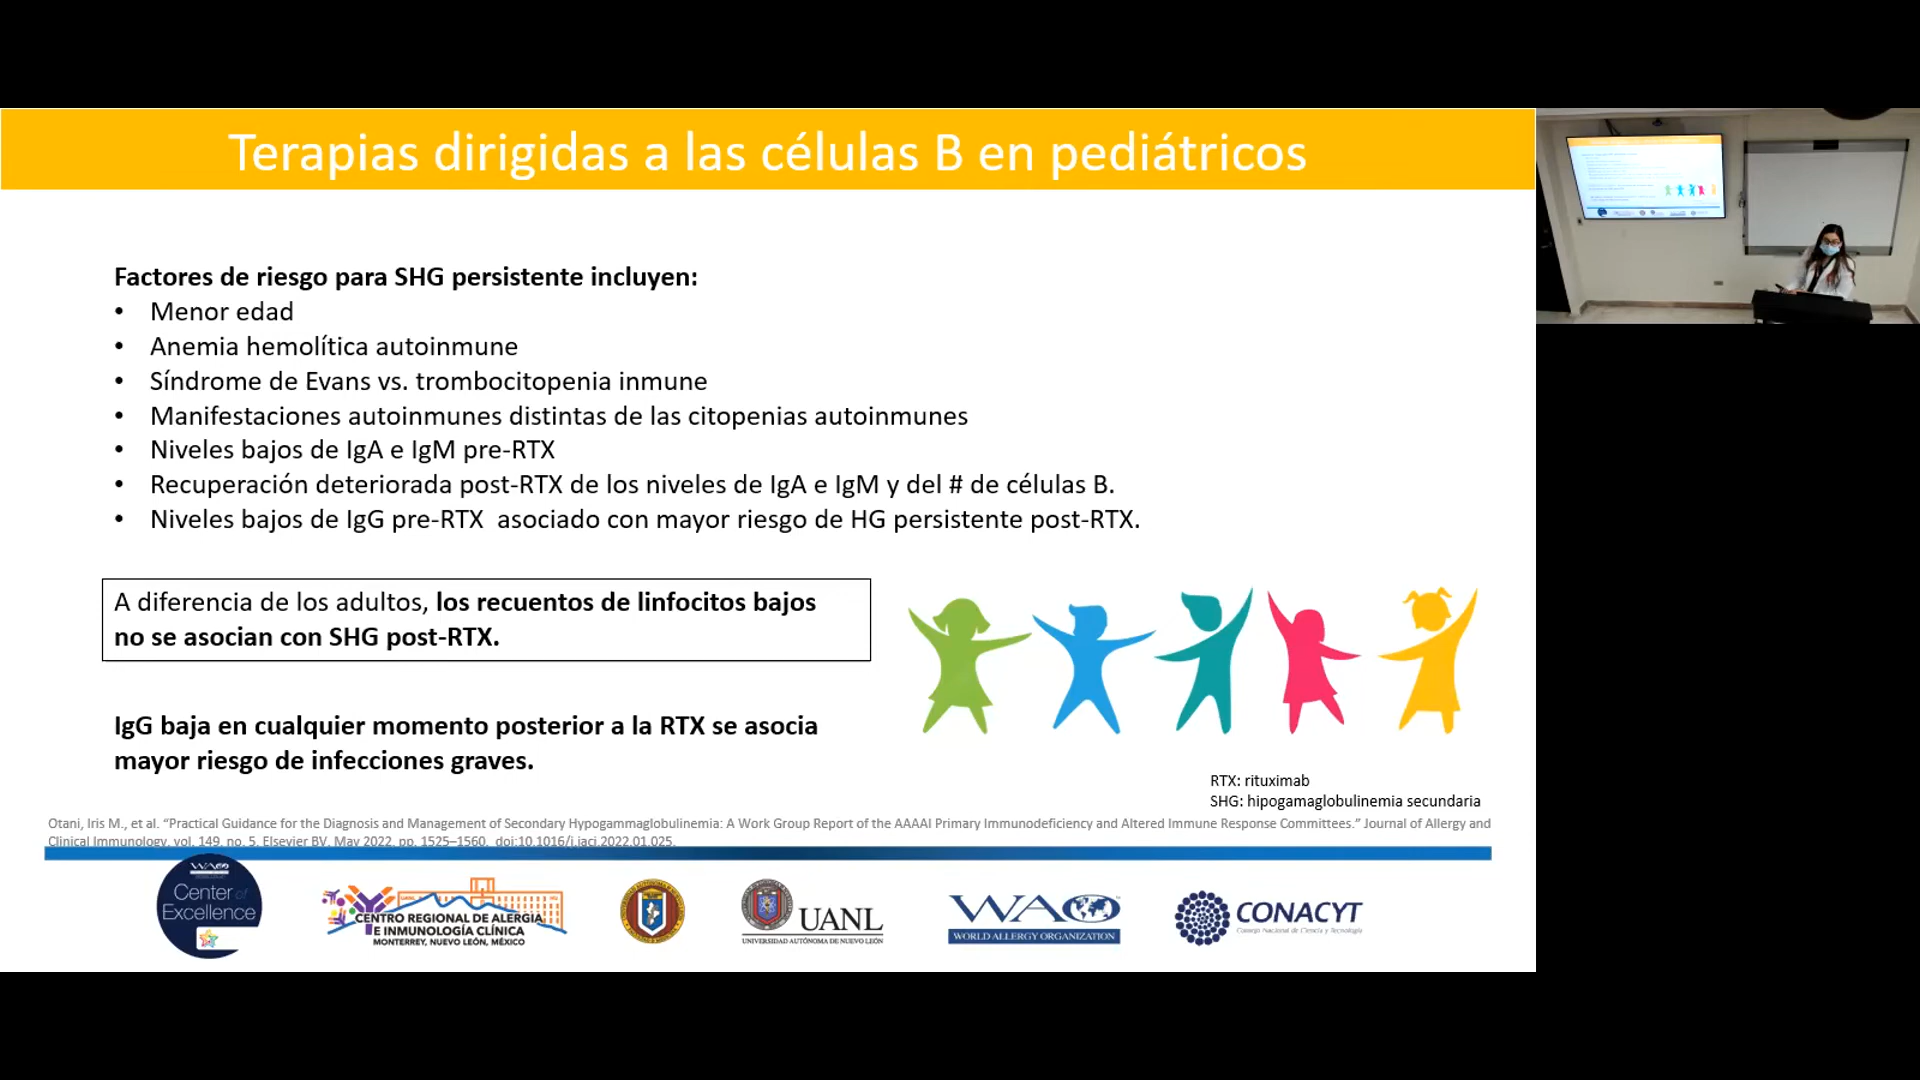 Terapias dirigidas a las células B en pediátricos
Factores de riesgo para SHG persistente incluyen:
• Menor edad
• Anemia hemolítica autoinmune
• Síndrome de Evans vs. trombocitopenia inmune
• Manifestaciones autoinmunes distintas de las citopenias autoinmunes
• Niveles bajos de IgA e IgM pre-RTX
• Recuperación deteriorada post-RTX de los niveles de IgA e IgM y del # de células B.
• Niveles bajos de IgG pre-RTX asociado con mayor riesgo de HG persistente post-RTX.
A diferencia de los adultos, los recuentos de linfocitos bajos
no se asocian con SHG post-RTX.
IgG baja en cualquier momento posterior a la RTX se asocia
mayor riesgo de infecciones graves.
RTX: rituximab
SHG: hipogamaglobulinemia secundaria
Otani, Iris M., et al. “Practical Guidance for the Diagnosis and Management of Secondary Hypogammaglobulinemia: A Work Group Report of the AAAAI Primary Immunodeficiency and Altered Immune Response Committees.” Journal of Allergy and
Clinical Immunology, vol. 149, no. 5, Elsevier BV, May 2022, pp. 1525–1560, doi:10.1016/j.jaci.2022.01.025.
WAO
Center of
Excellence
CENTRO REGIONAL DE ALERGIA
E INMUNOLOGÍA CLÍNICA
MONTERREY, NUEVO LEÓN, MÉXICO
UANL
UNIVERSIDAD AUTÓNOMA DE NUEVO LEÓN
WAO
WORLD ALLERGY ORGANIZATION
CONACYT
Consejo Nacional de Ciencia y Tecnología